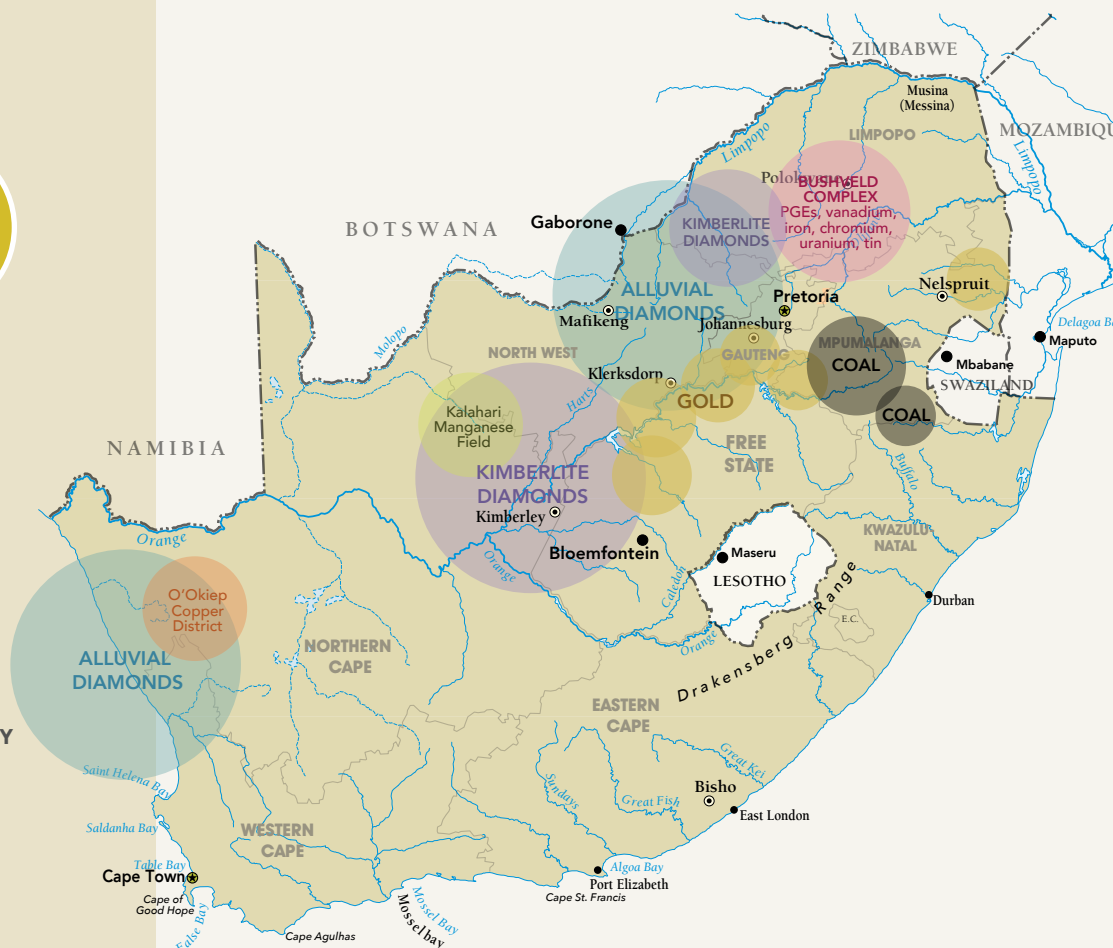 ZIMBABWE
Musina
(Messina)
MOZAMBIQU
LIMPOPO
Limpopo
Limpopo
Polokwane
BUSHVELD
COMPLEX
PGEs, vanadium,
iron, chromium,
uranium, tin
KIMBERLITE
DIAMONDS
Gaborone
BOTSWANA
ALLUVIAL
DIAMONDS
Mafikeng
Pretoria
Nelspruit
Johannesburg
Delagoa Ba
Maputo
Molopo
NORTH WEST
GAUTENG
MPUMALANGA
COAL
Mbabane
SWAZILAND
Klerksdorp
GOLD
Harts
COAL
Kalahari
Manganese
Field
FREE
STATE
NAMIBIA
KIMBERLITE
DIAMONDS
Kimberley
Buffalo
Orange
Orange
Bloemfontein
KWAZULU
NATAL
Maseru
LESOTHO
Caledon
Orange
Drakensberg Range
Durban
E.C.
O'Okiep
Copper
District
ALLUVIAL
DIAMONDS
NORTHERN
CAPE
EASTERN
CAPE
Y
Saint Helena Bay
Great Kei
Bisho
Sundays
Great Fish
East London
Saldanha Bay
WESTERN
CAPE
Table Bay
Cape Town
Algoa Bay
Port Elizabeth
Cape St. Francis
Cape of
Good Hope
False Bay
Mossel Bay
Mosselbay
Cape Agulhas